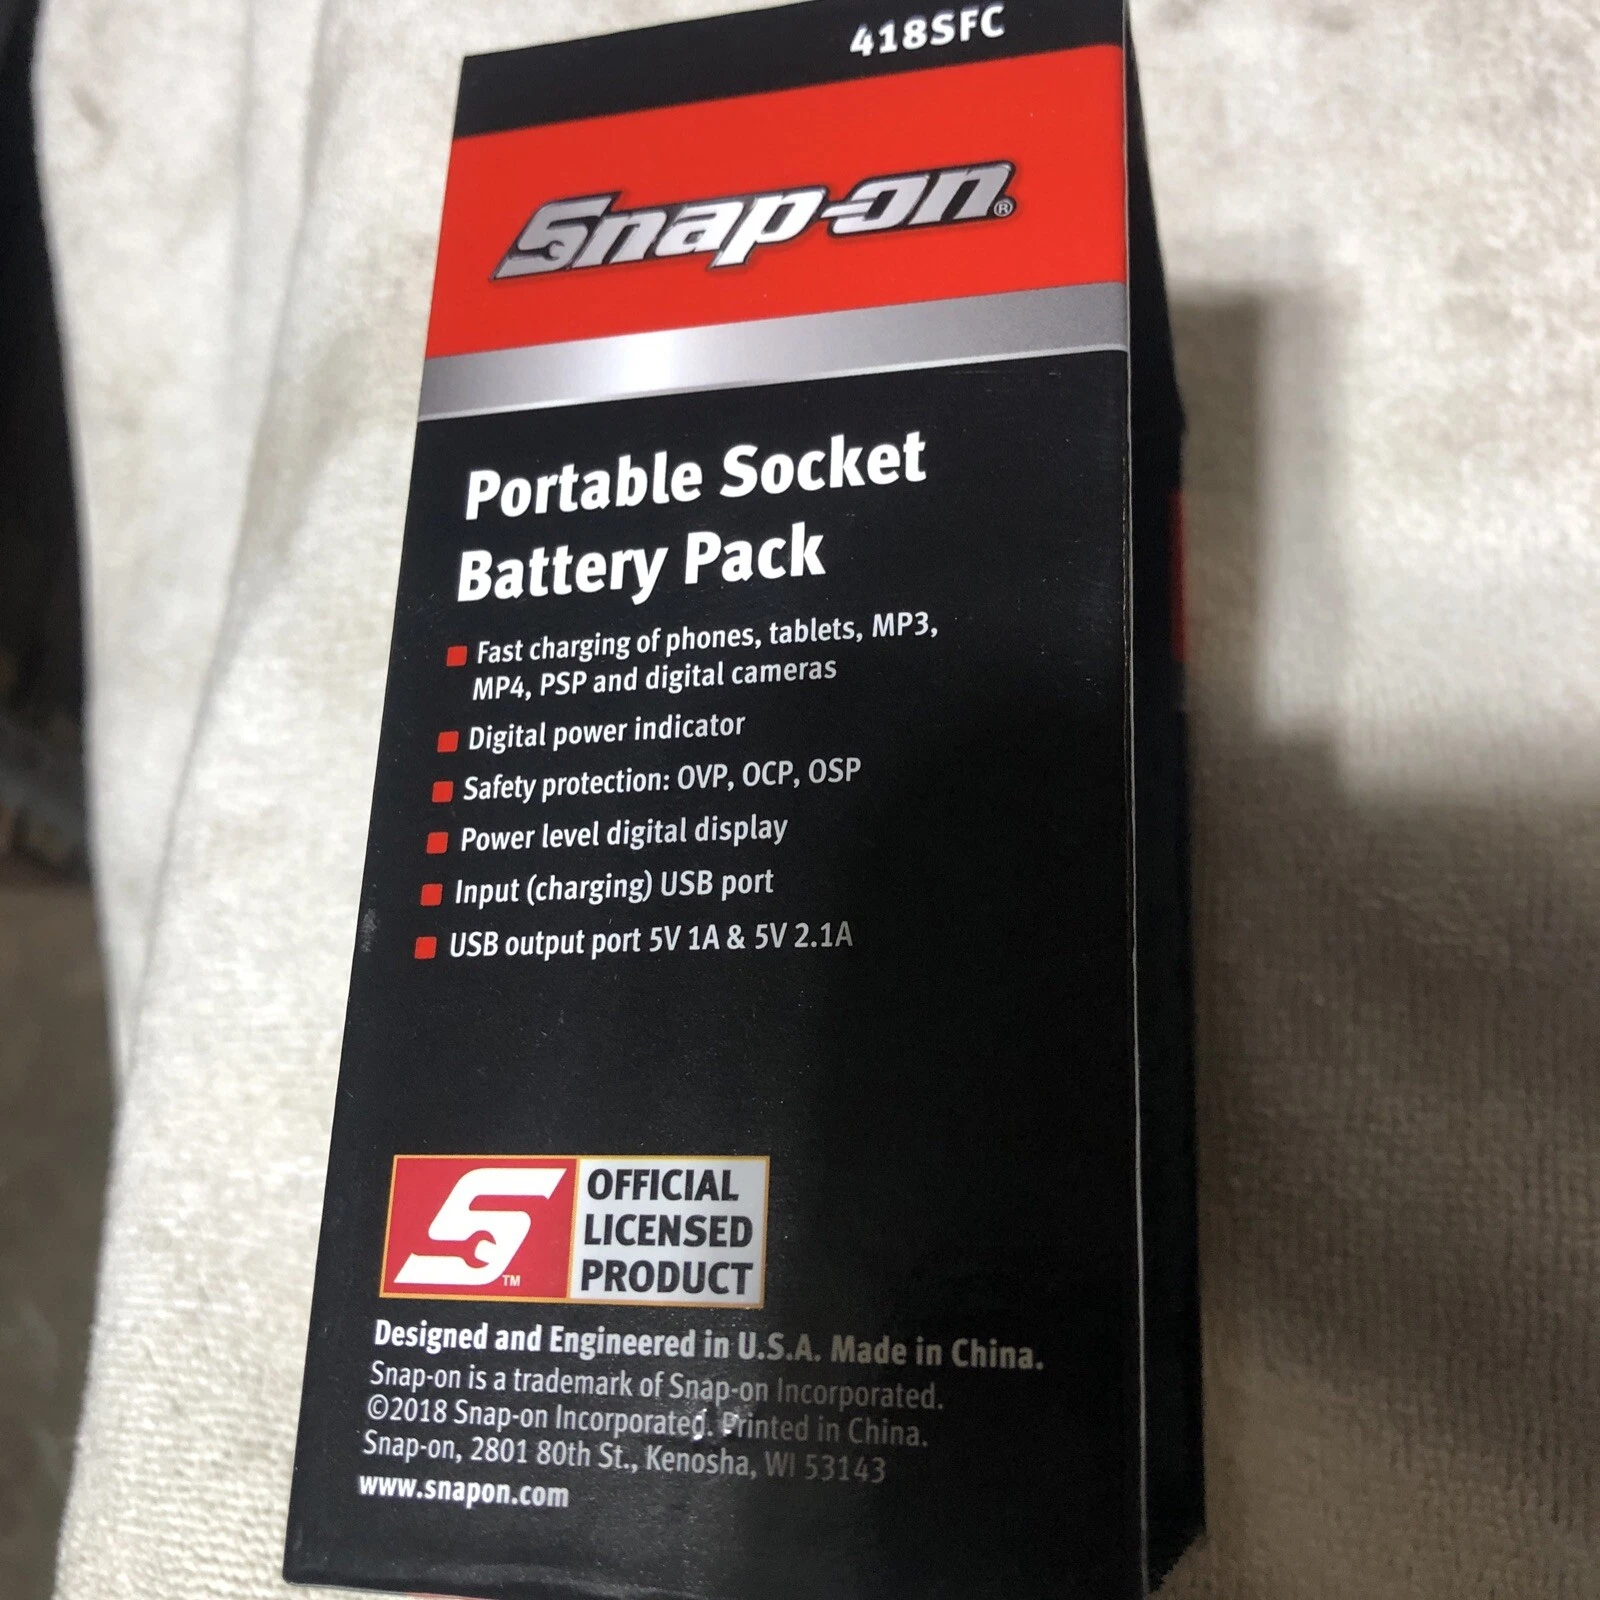 418SFC
Snap-on®
Portable Socket
Battery Pack
Fast charging of phones, tablets, MP3,
MP4, PSP and digital cameras
Digital power indicator
Safety protection: OVP, OCP, OSP
Power level digital display
Input (charging) USB port
USB output port 5V 1A & 5V 2.1A
S™
OFFICIAL
LICENSED
PRODUCT
Designed and Engineered in U.S.A. Made in China.
Snap-on is a trademark of Snap-on Incorporated.
©2018 Snap-on Incorporated. Printed in China.
Snap-on, 2801 80th St., Kenosha, WI 53143
www.snapon.com